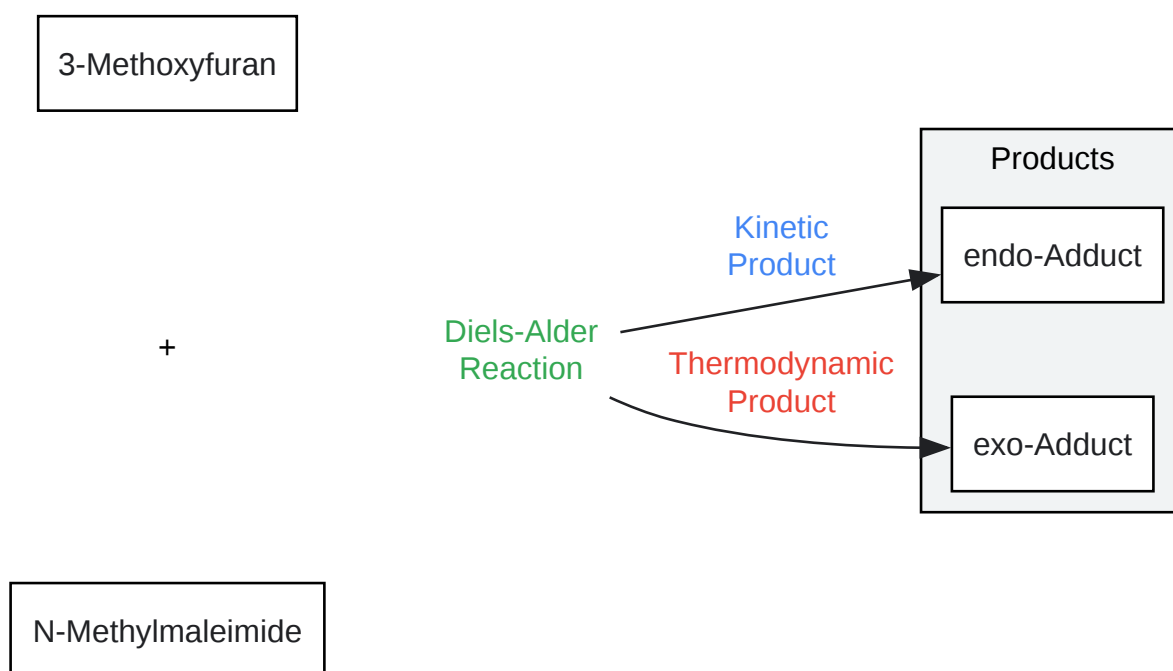 3-Methoxyfuran
+
N-Methylmaleimide
Diels-Alder
Reaction
Kinetic
Product
Thermodynamic
Product
Products
endo-Adduct
exo-Adduct